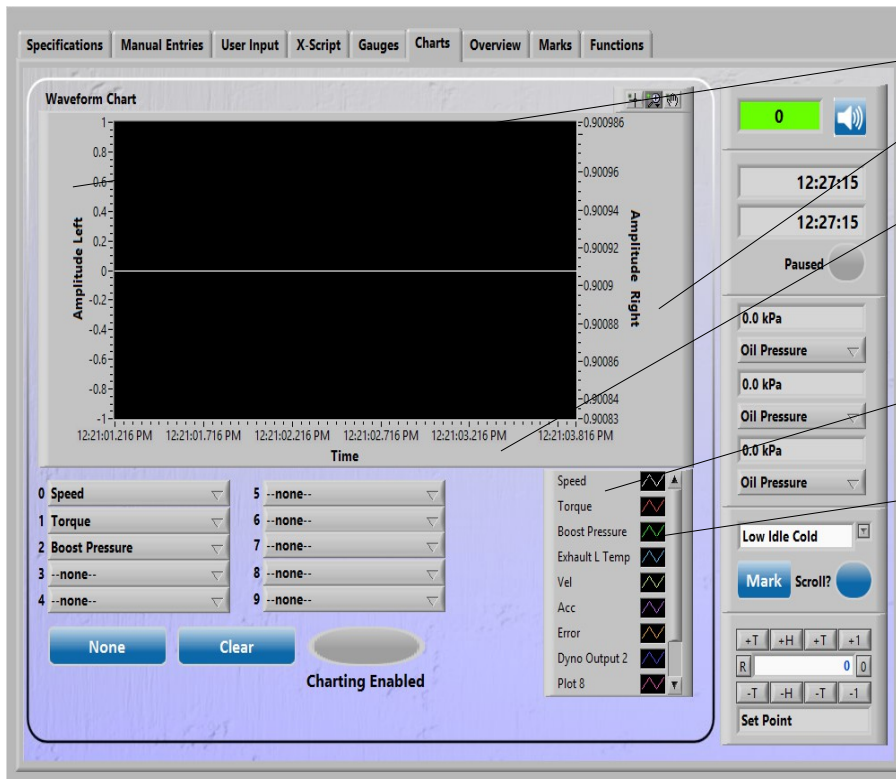 Specifications Manual Entries User Input X-Script Gauges Charts Overview Marks Functions
Waveform Chart
1
0.8
0.6
0.4
0.2
0
-0.2
-0.4
-0.6
-0.8
-1
Amplitude Left
-0.900986
-0.90096
-0.90094
-0.90092
-0.9009
-0.90088
-0.90086
-0.90084
-0.90083
Amplitude Right
12:21:01.216 PM 12:21:01.716 PM 12:21:02.216 PM 12:21:02.716 PM 12:21:03.216 PM 12:21:03.816 PM
Time
0 Speed 5 --none--
1 Torque 6 --none--
2 Boost Pressure 7 --none--
3 --none-- 8 --none--
4 --none-- 9 --none--
None Clear
Charting Enabled
Speed
Torque
Boost Pressure
Exhault L Temp
Vel
Acc
Error
Dyno Output 2
Plot 8
0
12:27:15
12:27:15
Paused
0.0 kPa
Oil Pressure
0.0 kPa
Oil Pressure
0.0 kPa
Oil Pressure
Low Idle Cold
Mark Scroll?
+T +H +T +1
R 0 0
-T -H -T -1
Set Point